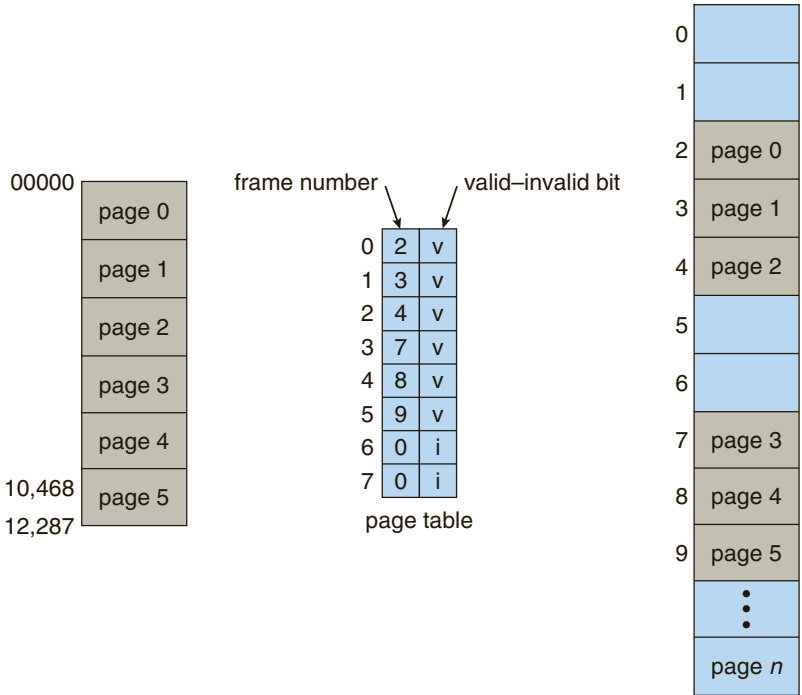 00000
page 0
page 1
page 2
page 3
page 4
10,468
page 5
12,287
frame number
valid–invalid bit
0 2 v
1 3 v
2 4 v
3 7 v
4 8 v
5 9 v
6 0 i
7 0 i
page table
0
1
2 page 0
3 page 1
4 page 2
5
6
7 page 3
8 page 4
9 page 5
page n